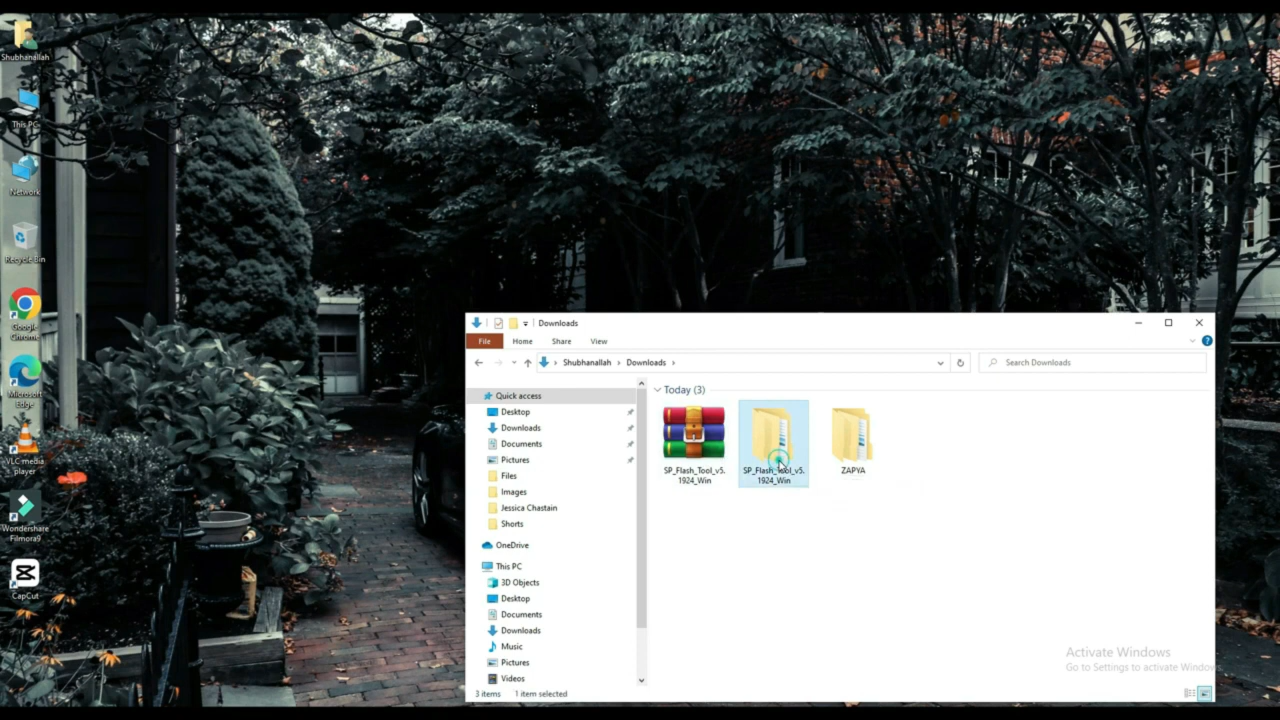 Shubhanallah
This PC
Network
Recycle Bin
Google
Chrome
Microsoft
Edge
VLC media
player
Wondershare
Filmora9
CapCut
Downloads
File
Home
Share
View
Shubhanallah
Downloads
Search Downloads
Quick access
Desktop
Downloads
Documents
Pictures
Files
Images
Jessica Chastain
Shorts
OneDrive
This PC
3D Objects
Desktop
Documents
Downloads
Music
Pictures
Videos
Today (3)
SP_Flash_Tool_v5.
1924_Win
SP_Flash_Tool_v5.
1924_Win
ZAPYA
Activate Windows
Go to Settings to activate Windows.
3 items
1 item selected